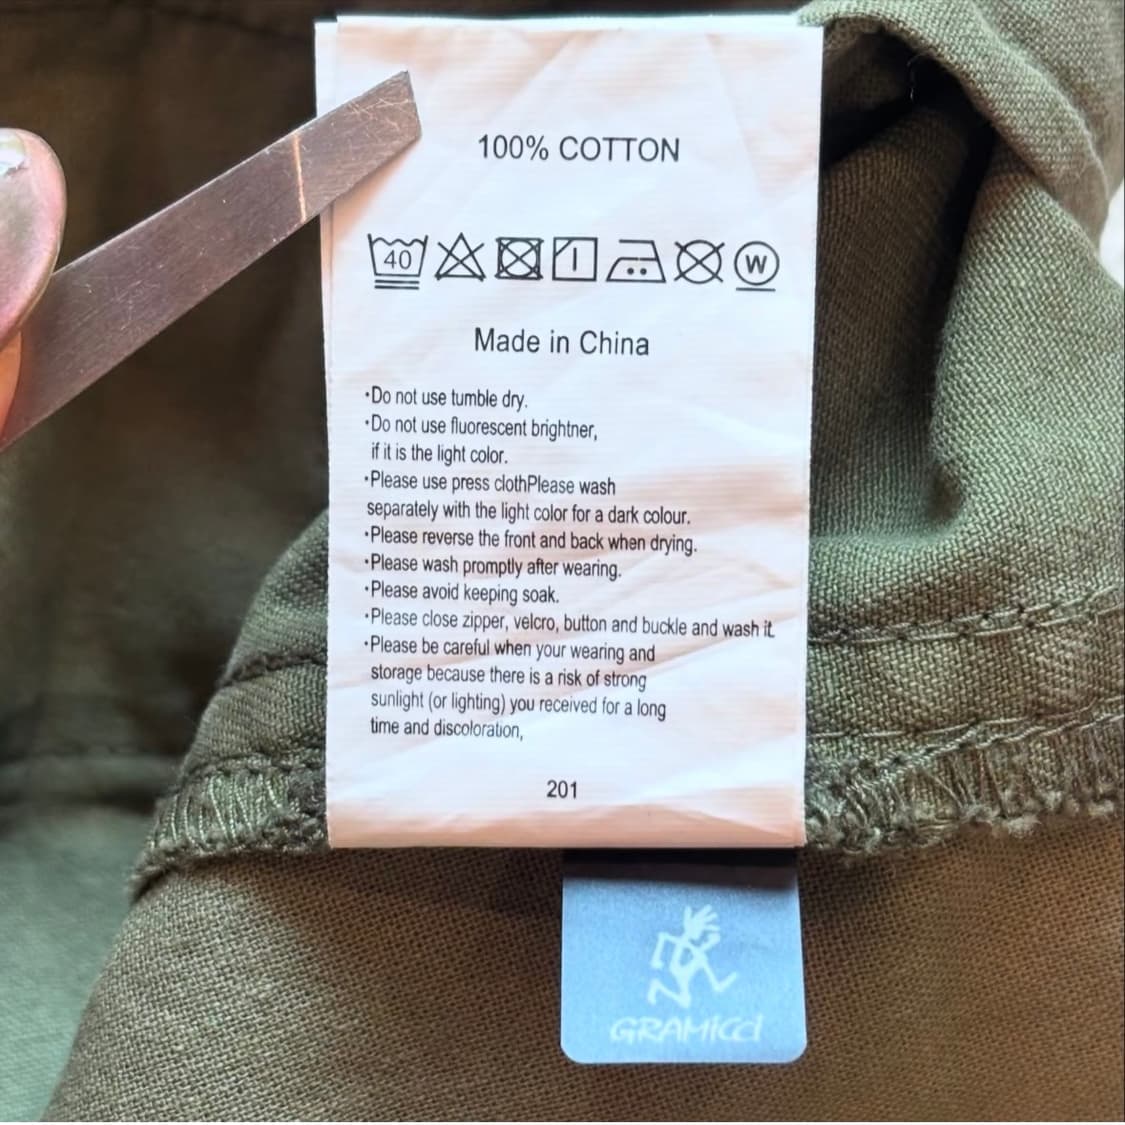 100% COTTON
40
W
Made in China
·Do not use tumble dry.
·Do not use fluorescent brightner,
if it is the light color.
·Please use press clothPlease wash
separately with the light color for a dark colour.
·Please reverse the front and back when drying.
·Please wash promptly after wearing.
·Please avoid keeping soak.
·Please close zipper, velcro, button and buckle and wash it.
·Please be careful when your wearing and
storage because there is a risk of strong
sunlight (or lighting) you received for a long
time and discoloration,
201
GRAMiCCi